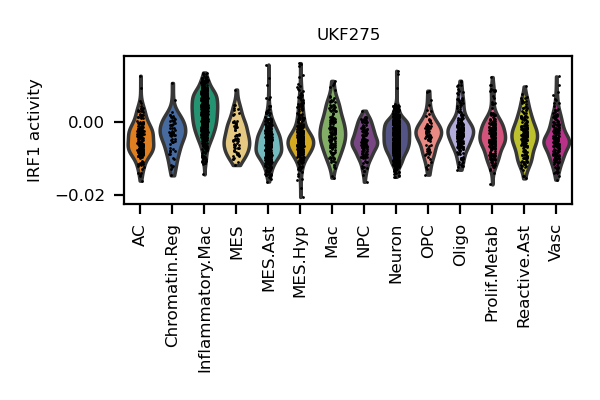 UKF275
IRF1 activity
0.00
−0.02
AC
Chromatin.Reg
Inflammatory.Mac
MES
MES.Ast
MES.Hyp
Mac
NPC
Neuron
OPC
Oligo
Prolif.Metab
Reactive.Ast
Vasc